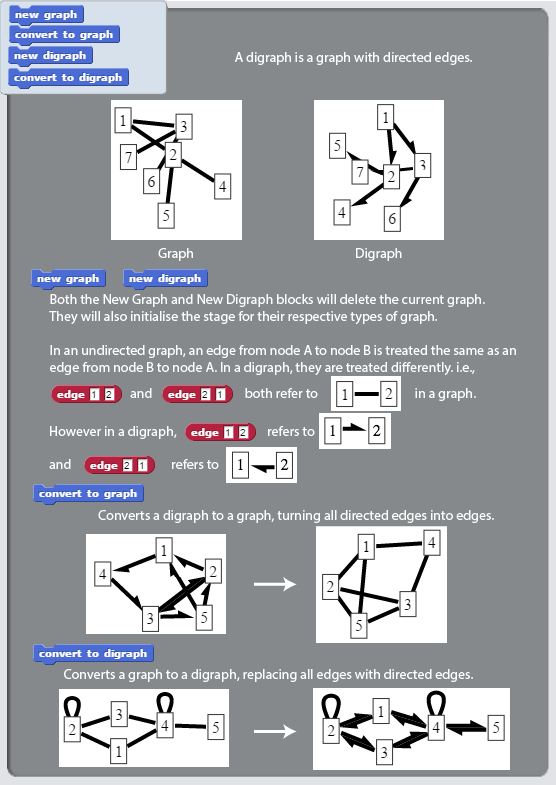 new graph
convert to graph
new digraph
convert to digraph
A digraph is a graph with directed edges.
1
3
7
2
6
4
5
1
5
3
7
2
4
6
Graph
Digraph
new graph new digraph
Both the New Graph and New Digraph blocks will delete the current graph.
They will also initialise the stage for their respective types of graph.
In an undirected graph, an edge from node A to node B is treated the same as an
edge from node B to node A. In a digraph, they are treated differently. i.e.,
edge 1 2 and edge 2 1 both refer to 1 2 in a graph.
However in a digraph, edge 1 2 refers to 1 2
and edge 2 1 refers to 1 2
convert to graph
Converts a digraph to a graph, turning all directed edges into edges.
1
4
2
3
5
1
4
2
3
5
convert to digraph
Converts a graph to a digraph, replacing all edges with directed edges.
2
3
4
5
1
2
1
4
5
3